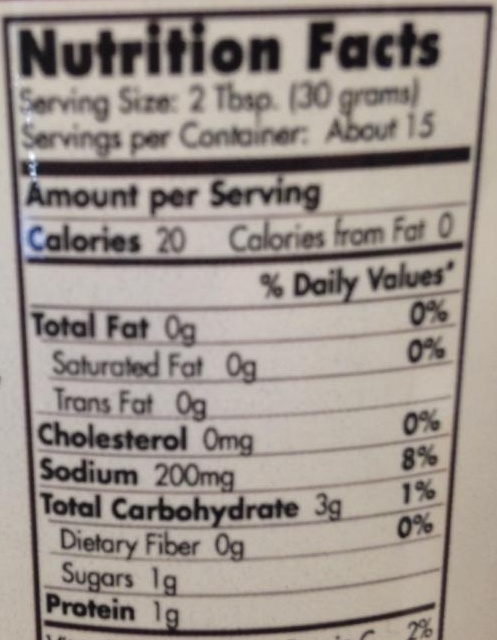 Nutrition Facts
Serving Size: 2 Tbsp. (30 grams)
Servings per Container: About 15
Amount per Serving
Calories 20 Calories from Fat 0
% Daily Values*
Total Fat 0g 0%
Saturated Fat 0g 0%
Trans Fat 0g
Cholesterol 0mg 0%
Sodium 200mg 8%
Total Carbohydrate 3g 1%
Dietary Fiber 0g 0%
Sugars 1g
Protein 1g
2%